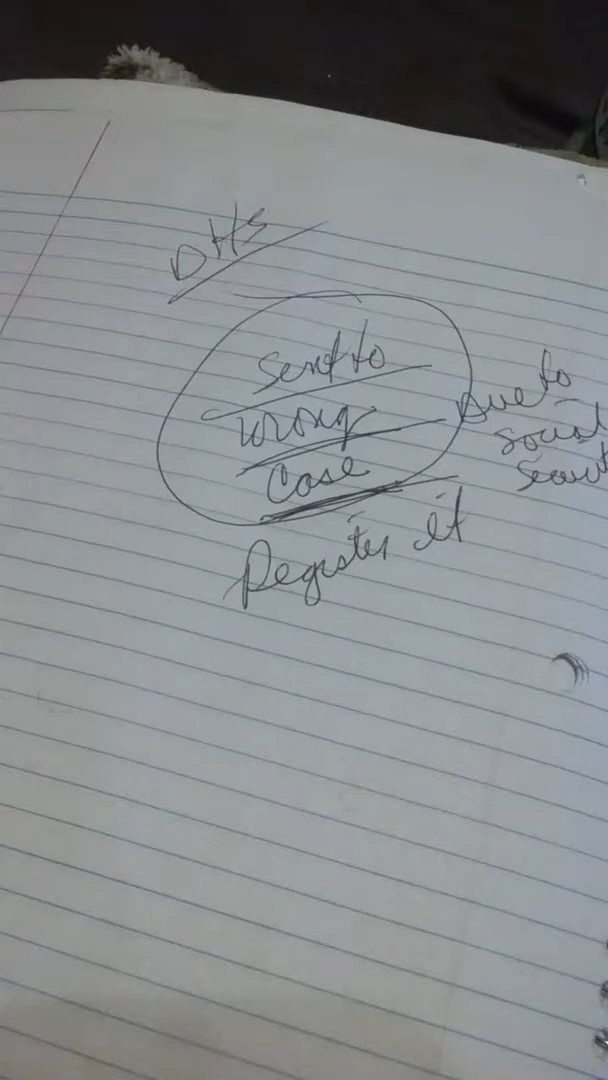 DHS
Sent to
wrong
Case
Due to
Social
Securit
Register it